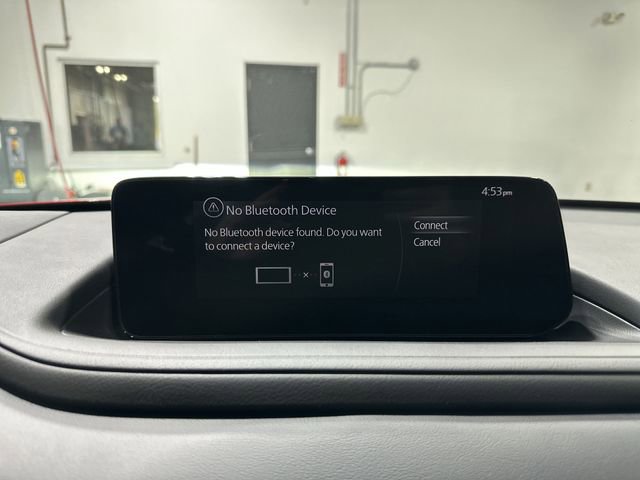 4:53pm
No Bluetooth Device
No Bluetooth device found. Do you want
to connect a device?
Connect
Cancel